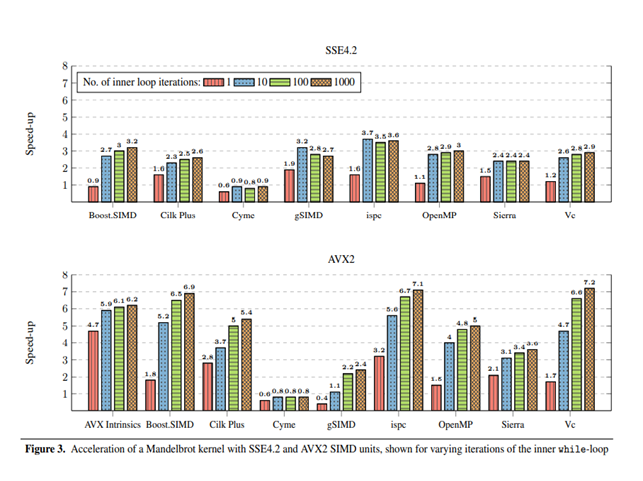 SSE4.2
8
7
6
5
4
3
2
1
Speed-up
No. of inner loop iterations: 1 10 100 1000
0.9 2.7 3 3.2 1.6 2.3 2.5 2.6 0.6 0.9 0.8 0.9 1.9 3.2 2.8 2.7 1.6 3.7 3.5 3.6 1.1 2.8 2.9 3 1.5 2.4 2.4 2.4 1.2 2.6 2.8 2.9
Boost.SIMD Cilk Plus Cyme gSIMD ispc OpenMP Sierra Vc
AVX2
8
7
6
5
4
3
2
1
Speed-up
4.7 5.9 6.1 6.2 1.8 5.2 6.5 6.9 2.8 3.7 5 5.4 0.6 0.8 0.8 0.8 0.4 1.1 2.2 2.4 3.2 5.6 6.7 7.1 1.5 4 4.8 5 2.1 3.1 3.4 3.6 1.7 4.7 6.6 7.2
AVX Intrinsics Boost.SIMD Cilk Plus Cyme gSIMD ispc OpenMP Sierra Vc
Figure 3. Acceleration of a Mandelbrot kernel with SSE4.2 and AVX2 SIMD units, shown for varying iterations of the inner while-loop